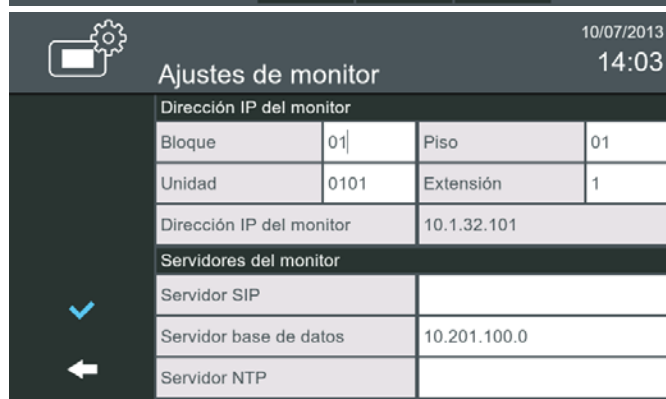 10/07/2013
Ajustes de monitor 14:03
Dirección IP del monitor
Bloque 01 Piso 01
Unidad 0101 Extensión 1
Dirección IP del monitor 10.1.32.101
Servidores del monitor
Servidor SIP
Servidor base de datos 10.201.100.0
Servidor NTP